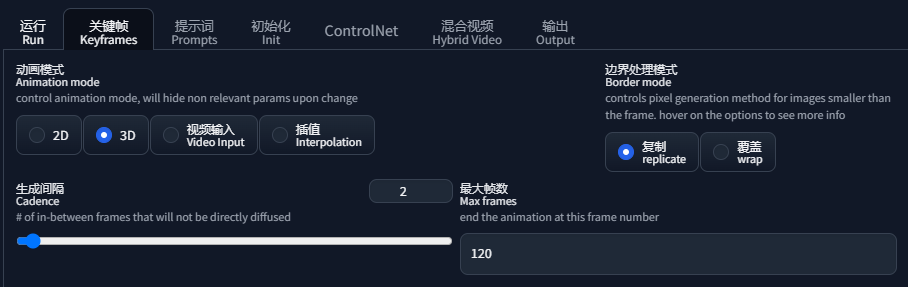 运行
Run
关键帧
Keyframes
提示词
Prompts
初始化
Init
ControlNet
混合视频
Hybrid Video
输出
Output
动画模式
Animation mode
control animation mode, will hide non relevant params upon change
2D
3D
视频输入
Video Input
插值
Interpolation
边界处理模式
Border mode
controls pixel generation method for images smaller than
the frame. hover on the options to see more info
复制
replicate
覆盖
wrap
生成间隔
Cadence
2
# of in-between frames that will not be directly diffused
最大帧数
Max frames
end the animation at this frame number
120